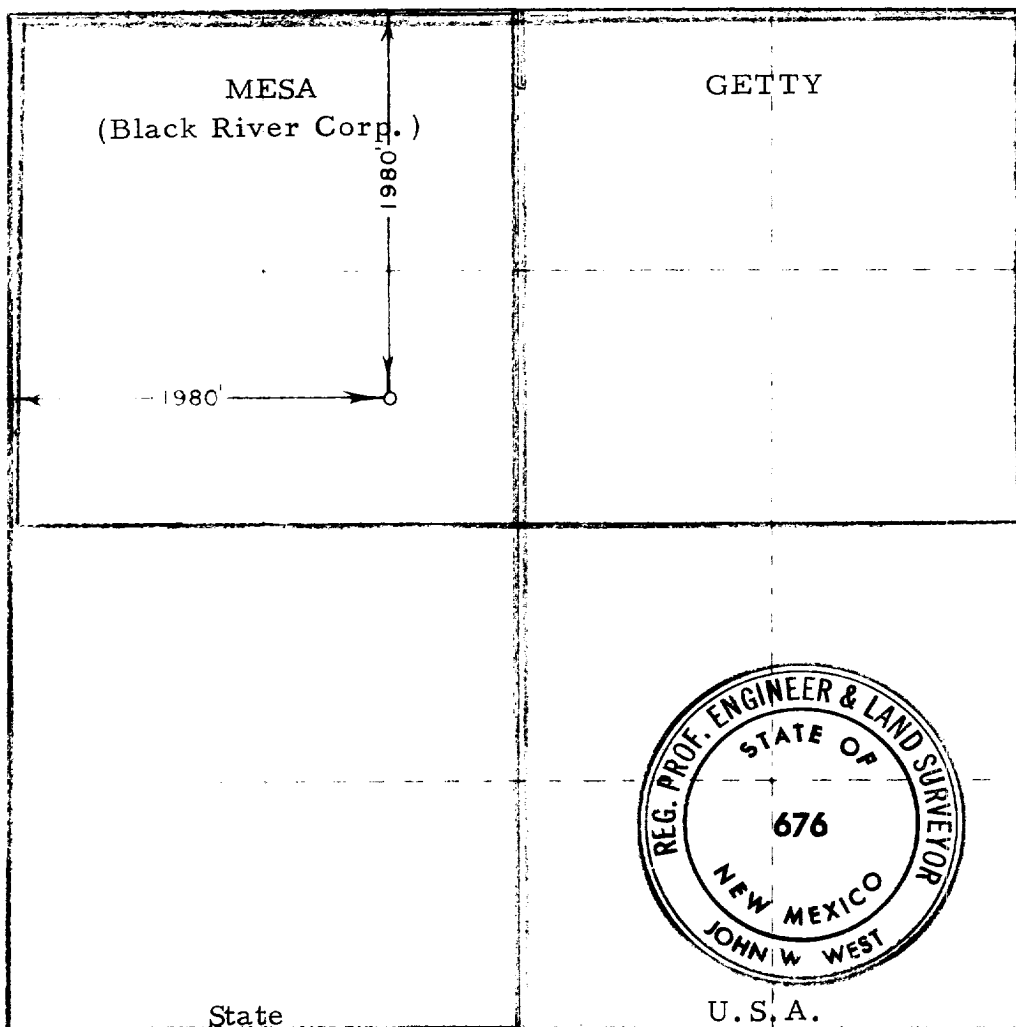 MESA
(Black River Corp.)
GETTY
1980'
1980'
REG. PROF. ENGINEER & LAND SURVEYOR
STATE OF
676
NEW MEXICO
JOHN W WEST
State
U.S.A.